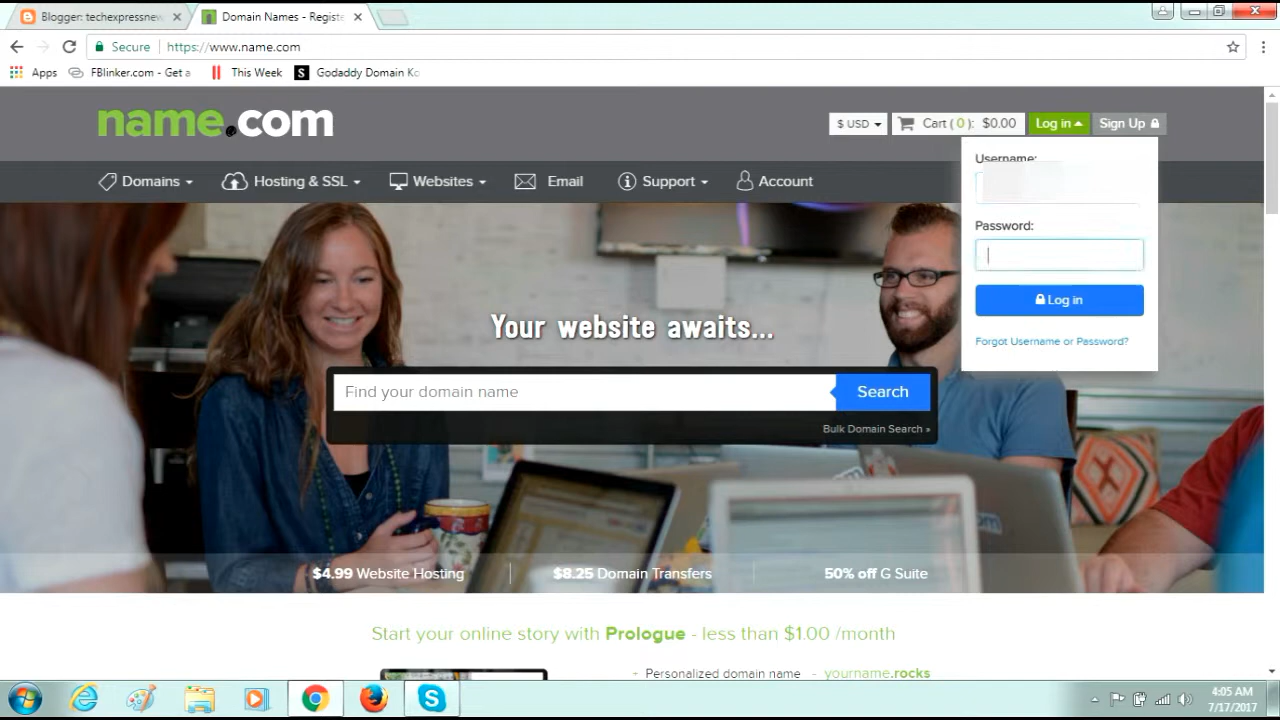 Blogger: techexpressnew
Domain Names - Registe
Secure
https://www.name.com
Apps
FBlinker.com - Get a
This Week
S
Godaddy Domain Ko
name.com
$ USD
Cart ( 0 ): $0.00
Log in
Sign Up
Domains
Hosting & SSL
Websites
Email
Support
Account
Username:
Password:
Log in
Forgot Username or Password?
Your website awaits...
Find your domain name
Search
Bulk Domain Search »
$4.99 Website Hosting
$8.25 Domain Transfers
50% off G Suite
Start your online story with Prologue - less than $1.00 /month
Personalized domain name - yourname.rocks
4:05 AM
7/17/2017